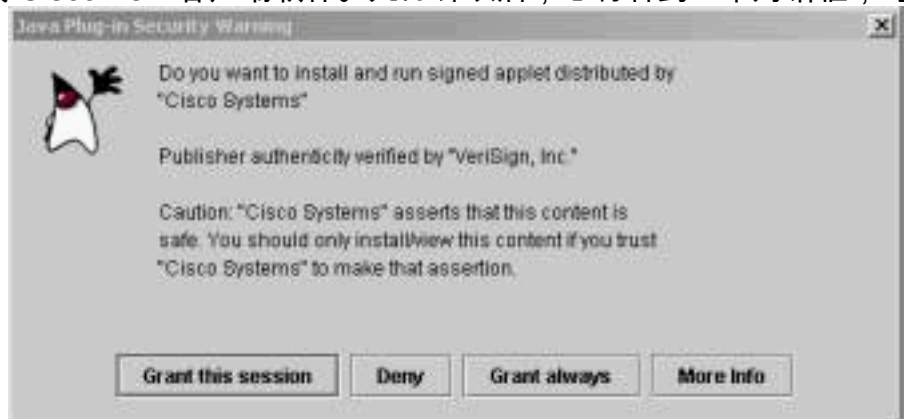 Java Plug-in Security Warning
Do you want to install and run signed applet distributed by
"Cisco Systems"
Publisher authenticity verified by "VeriSign, Inc."
Caution: "Cisco Systems" asserts that this content is
safe. You should only install/view this content if you trust
"Cisco Systems" to make that assertion.
Grant this session
Deny
Grant always
More Info